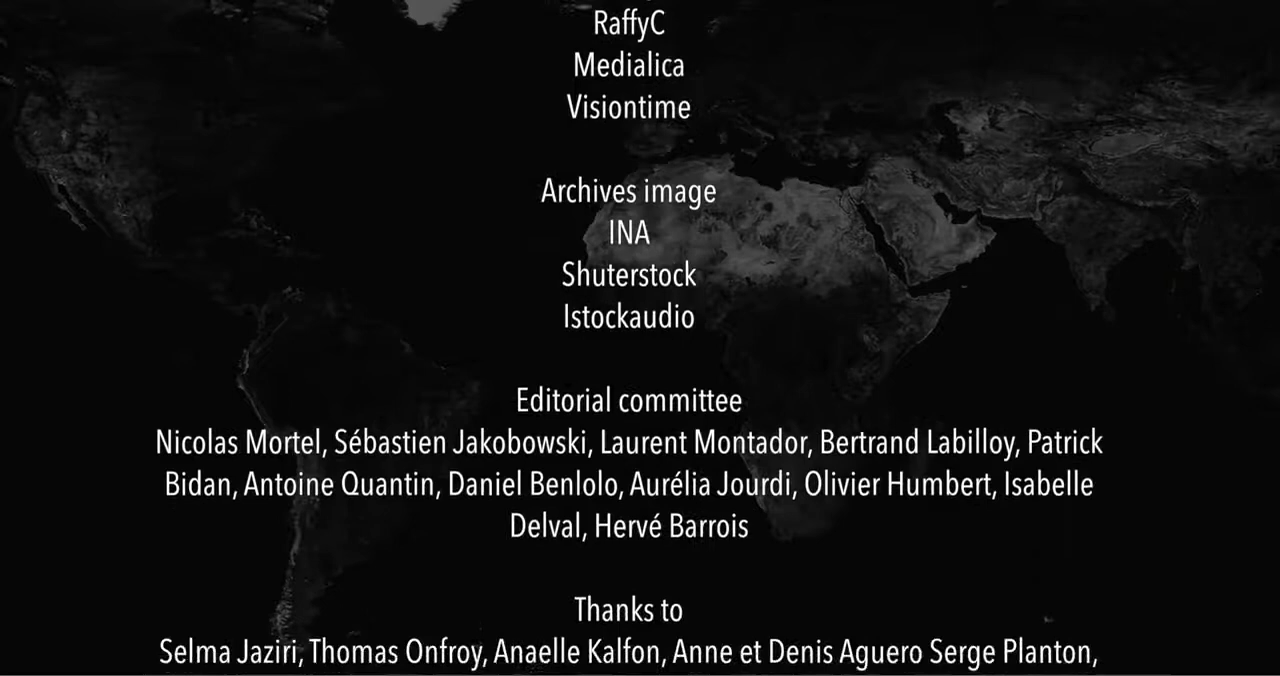 RaffyC
Medialica
Visiontime
Archives image
INA
Shuterstock
Istockaudio
Editorial committee
Nicolas Mortel, Sébastien Jakobowski, Laurent Montador, Bertrand Labilloy, Patrick
Bidan, Antoine Quantin, Daniel Benlolo, Aurélia Jourdi, Olivier Humbert, Isabelle
Delval, Hervé Barrois
Thanks to
Selma Jaziri, Thomas Onfroy, Anaelle Kalfon, Anne et Denis Aguero Serge Planton,